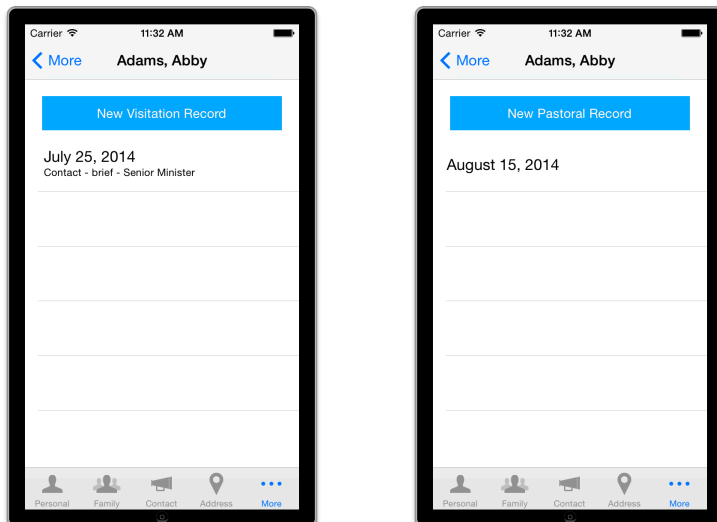 Carrier 11:32 AM
More Adams, Abby
New Visitation Record
July 25, 2014
Contact - brief - Senior Minister
Personal Family Contact Address More
Carrier 11:32 AM
More Adams, Abby
New Pastoral Record
August 15, 2014
Personal Family Contact Address More